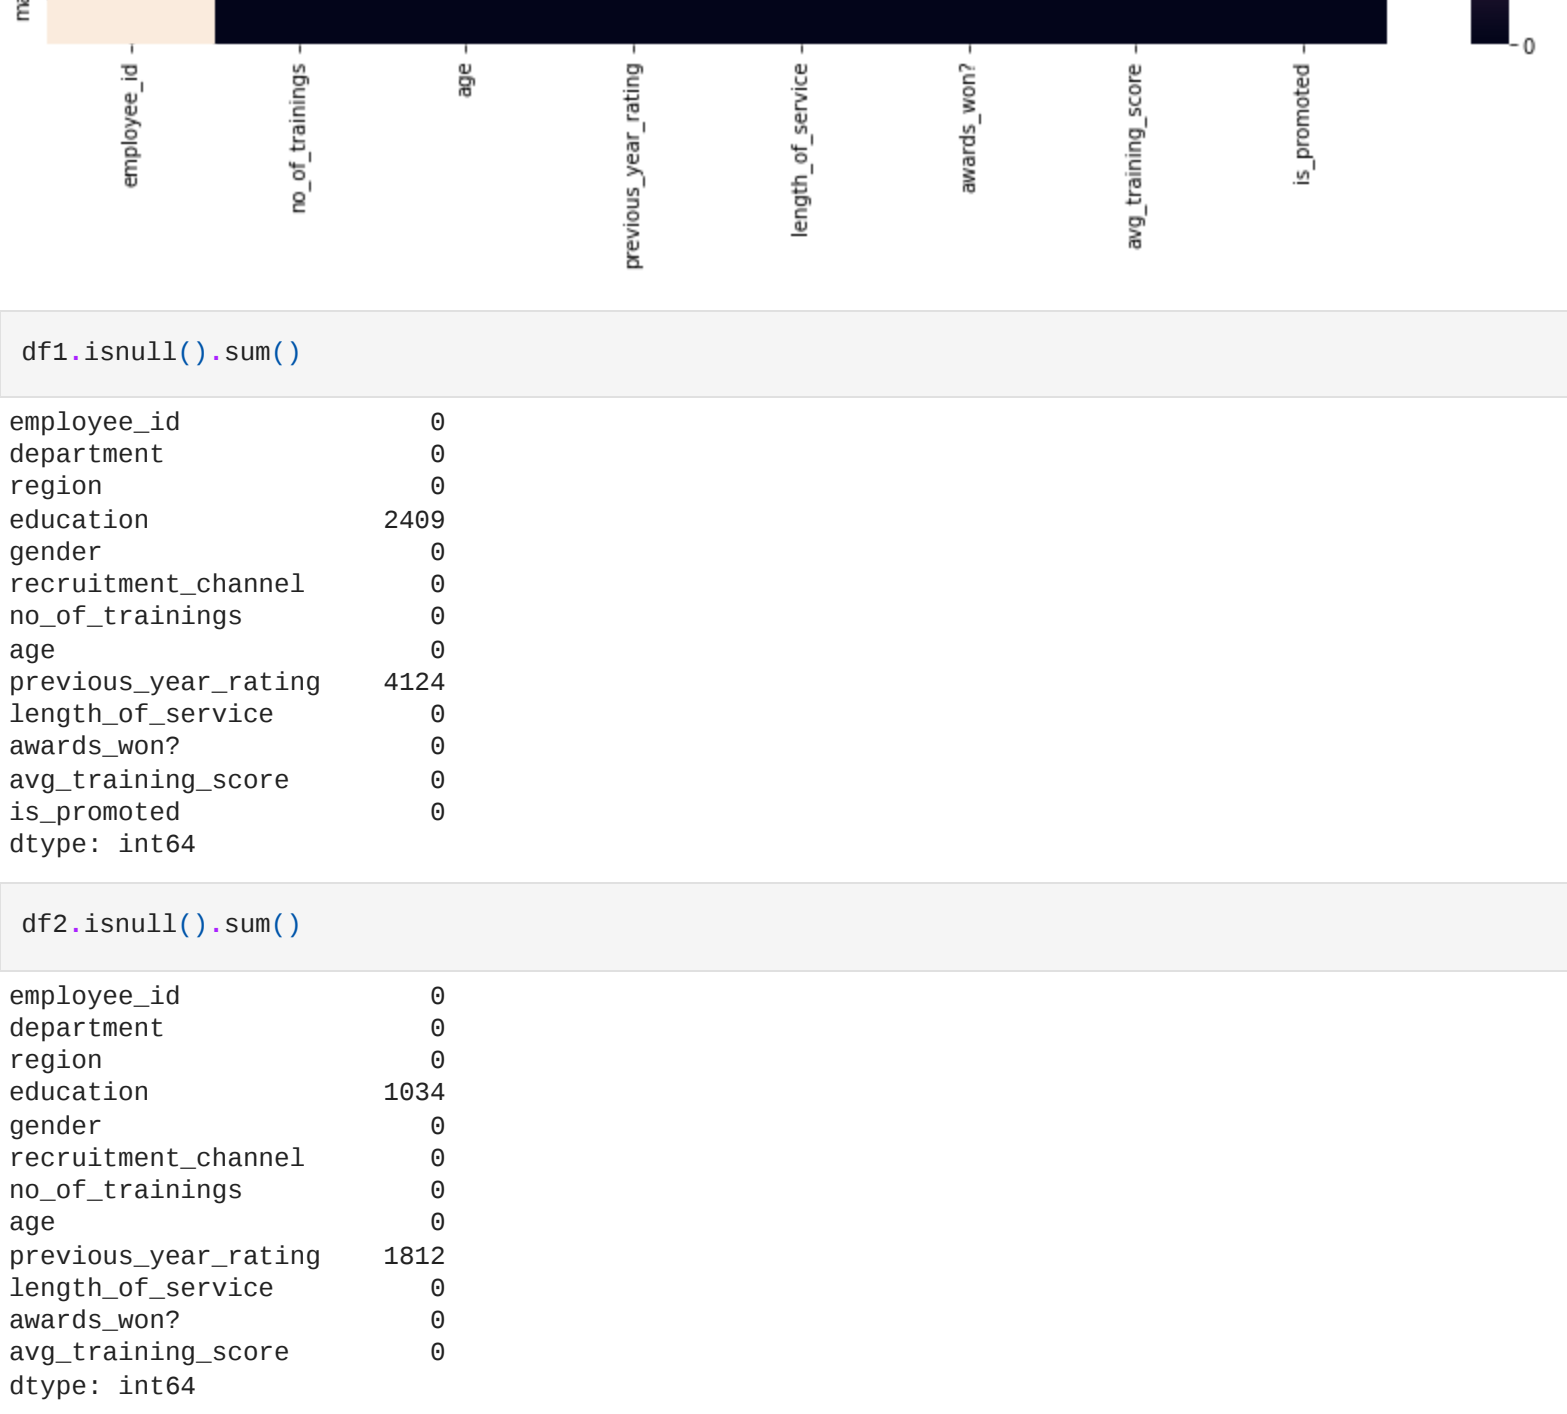 0
employee_id
no_of_trainings
age
previous_year_rating
length_of_service
awards_won?
avg_training_score
is_promoted
df1.isnull().sum()
employee_id 0
department 0
region 0
education 2409
gender 0
recruitment_channel 0
no_of_trainings 0
age 0
previous_year_rating 4124
length_of_service 0
awards_won? 0
avg_training_score 0
is_promoted 0
dtype: int64
df2.isnull().sum()
employee_id 0
department 0
region 0
education 1034
gender 0
recruitment_channel 0
no_of_trainings 0
age 0
previous_year_rating 1812
length_of_service 0
awards_won? 0
avg_training_score 0
dtype: int64